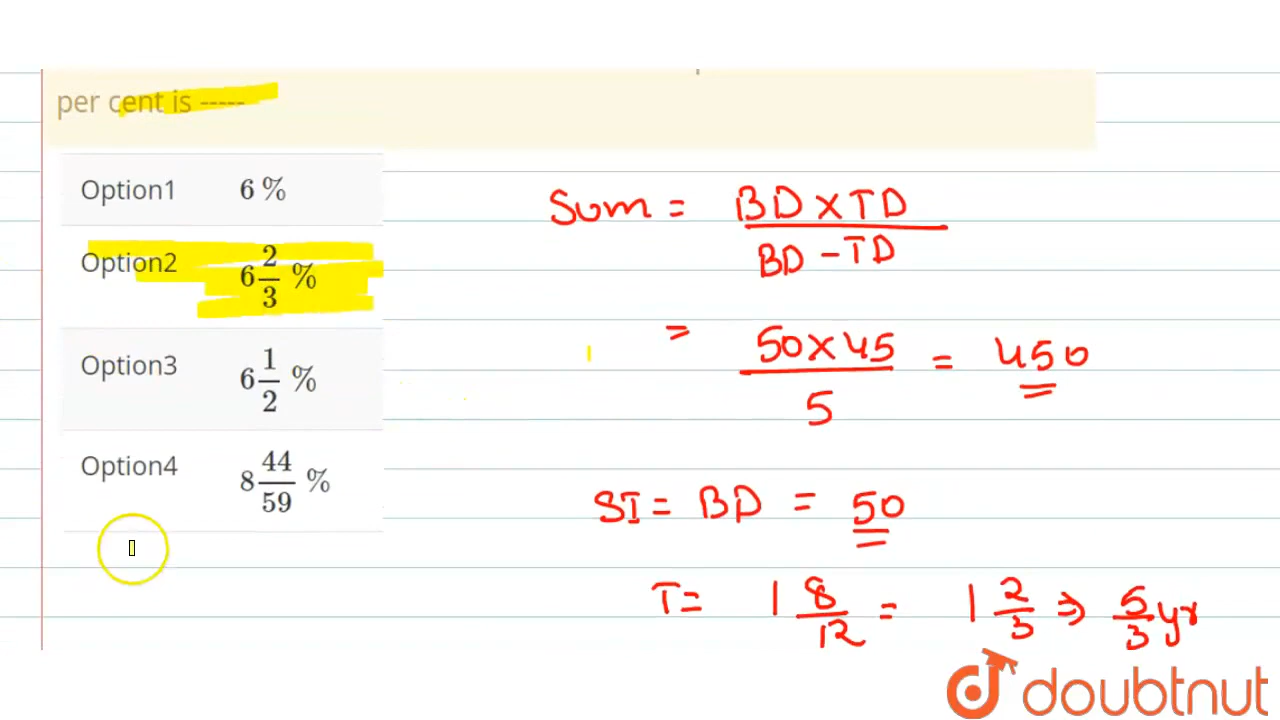 per cent is -----
Option1 6 %
Option2 6 2/3 %
Option3 6 1/2 %
Option4 8 44/59 %
Sum = BD × TD / BD - TD
= 50 × 45 / 5 = 450
SI = BD = 50
T = 1 8/12 = 1 2/3 ⇒ 5/3 yr
doubtnut